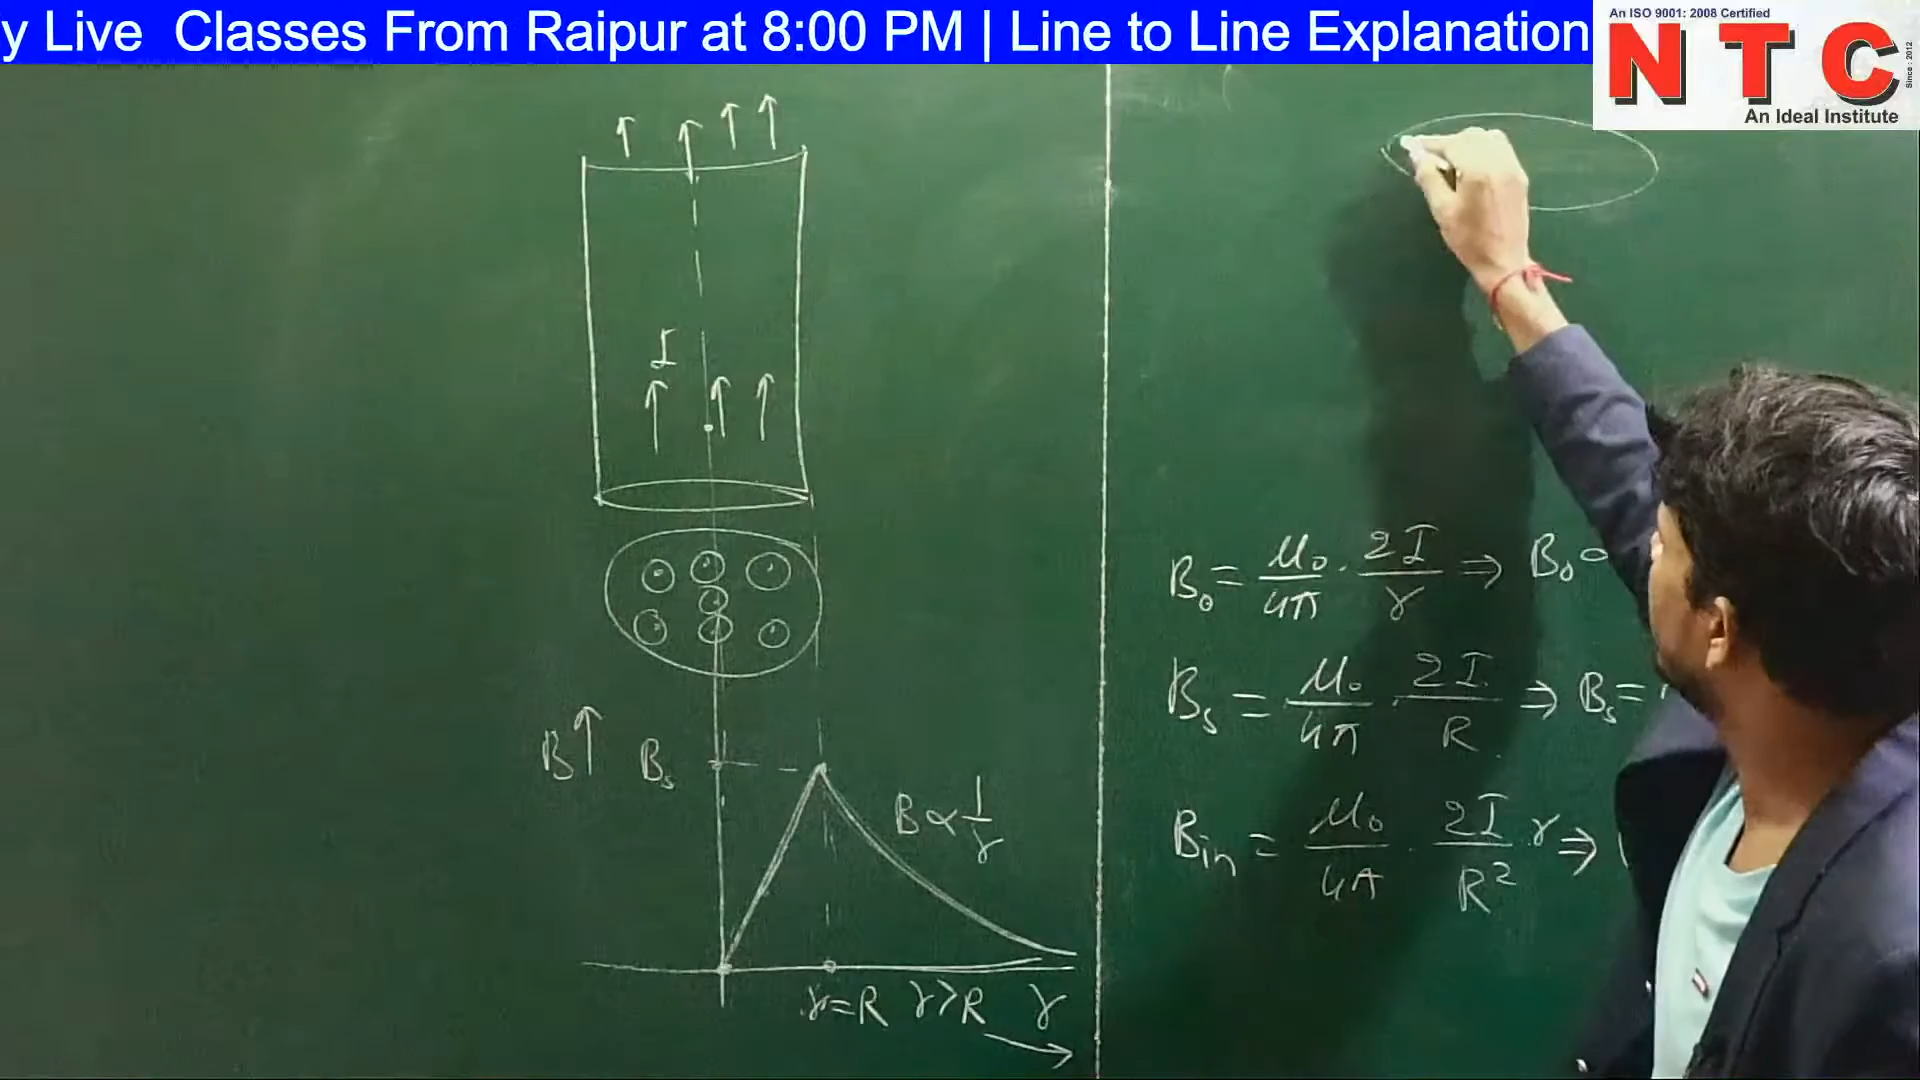 y Live Classes From Raipur at 8:00 PM | Line to Line Explanation
An ISO 9001: 2008 Certified
NTC
Since : 2012
An Ideal Institute
I
B₀ = μ₀/4π · 2I/r ⇒ B₀
Bₛ = μ₀/4π · 2I/R ⇒ Bₛ =
B_in = μ₀/4π · 2I/R² r ⇒
B↑ Bₛ
B ∝ 1/r
r=R r>R r